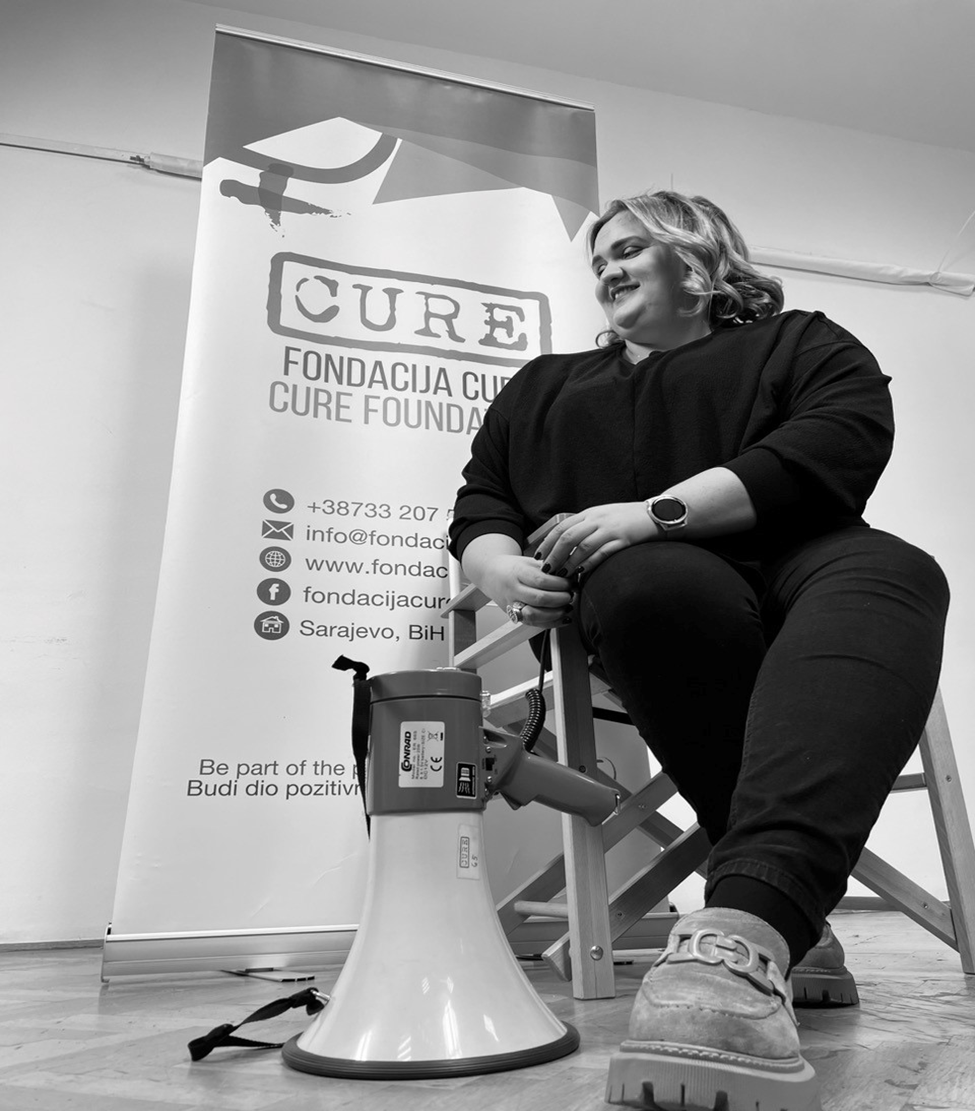 CURE
FONDACIJA CU
CURE FOUNDA
+38733 207
info@fondaci
www.fondac
fondacijacure
Sarajevo, BiH
Be part of the p
Budi dio pozitivn
CONRAD
CE
CURE